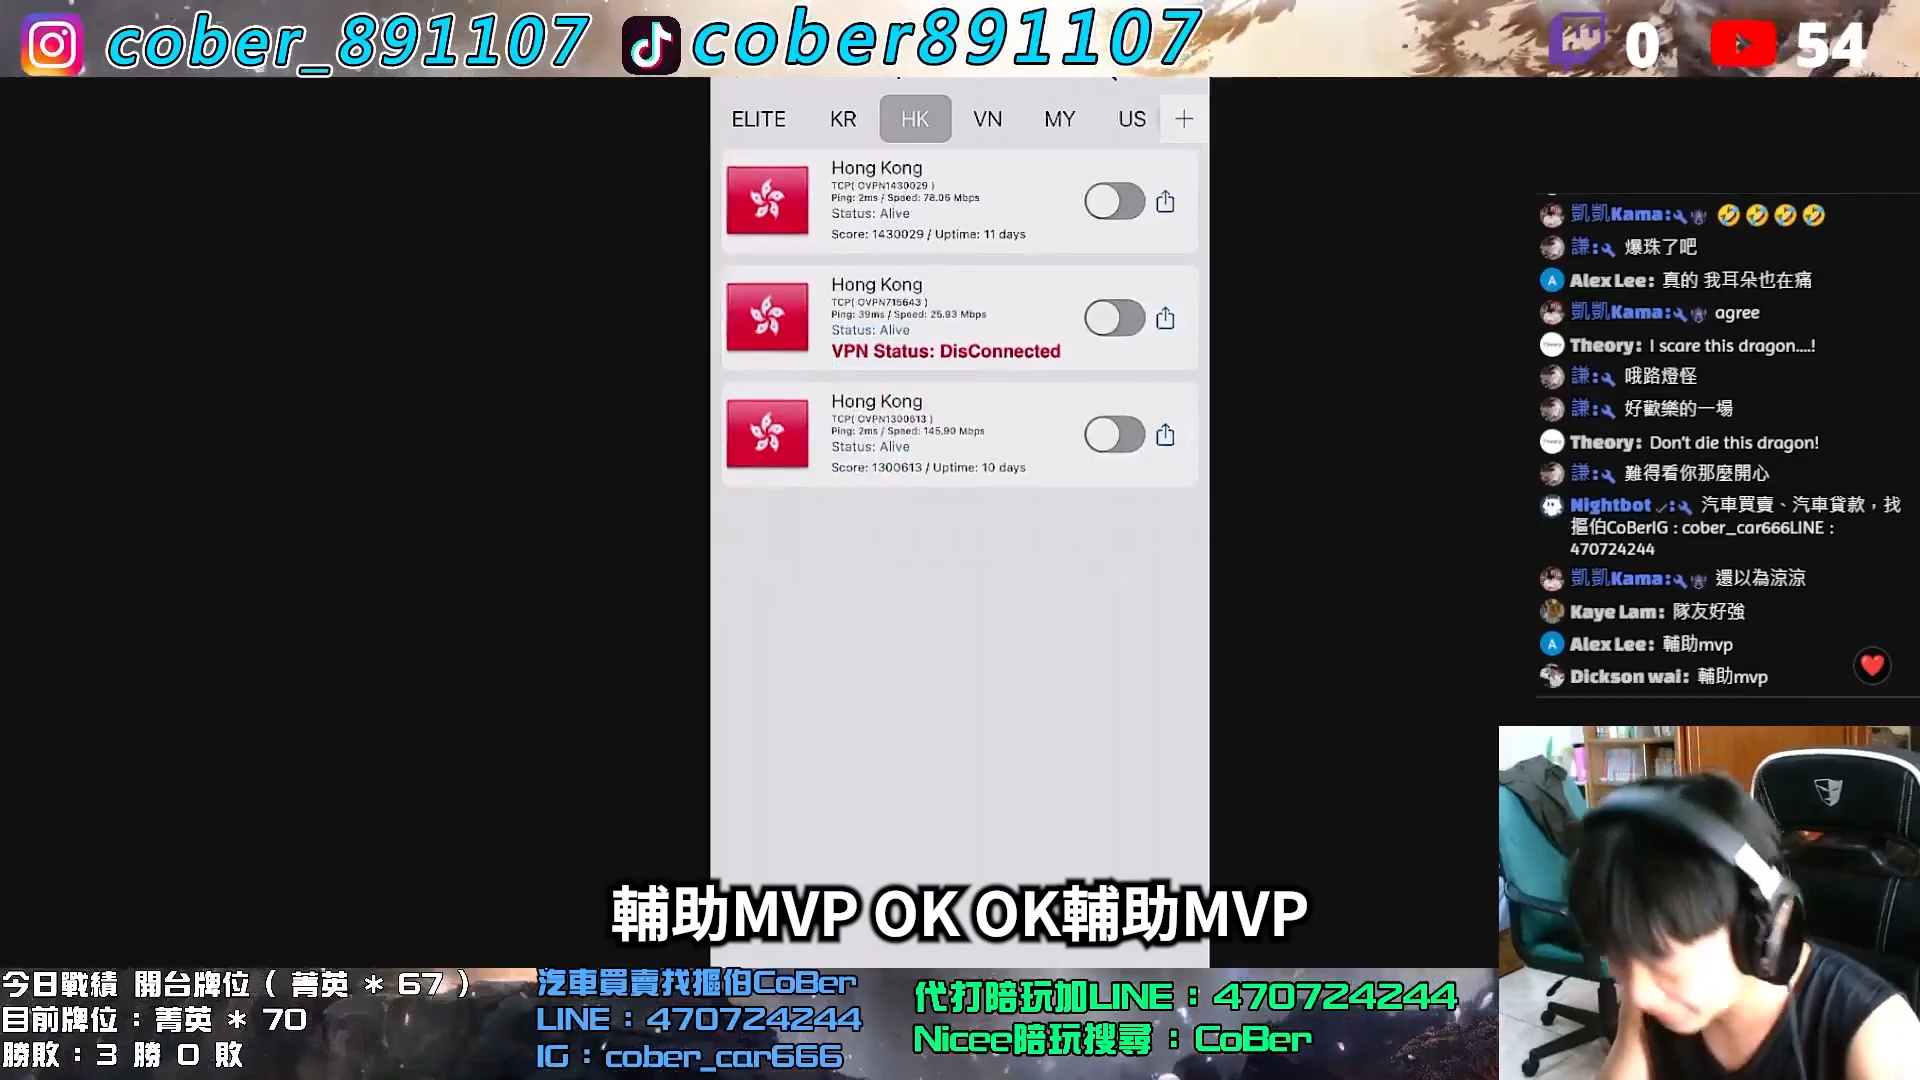 cober_891107
cober891107
0
54
ELITE
KR
HK
VN
MY
US
Hong Kong
TCP( OVPN1430029 )
Ping: 2ms / Speed: 78.06 Mbps
Status: Alive
Score: 1430029 / Uptime: 11 days
Hong Kong
TCP( OVPN715643 )
Ping: 39ms / Speed: 25.93 Mbps
Status: Alive
VPN Status: DisConnected
Hong Kong
TCP( OVPN1300613 )
Ping: 2ms / Speed: 145.90 Mbps
Status: Alive
Score: 1300613 / Uptime: 10 days
凱凱Kama: 🤣🤣🤣🤣
謙: 爆珠了吧
Alex Lee: 真的 我耳朵也在痛
凱凱Kama: agree
Theory: I scare this dragon....!
謙: 哦路燈怪
謙: 好歡樂的一場
Theory: Don't die this dragon!
謙: 難得看你那麼開心
Nightbot: 汽車買賣、汽車貸款，找
摳伯CoBerIG : cober_car666LINE :
470724244
凱凱Kama: 還以為涼涼
Kaye Lam: 隊友好強
Alex Lee: 輔助mvp
Dickson wai: 輔助mvp
輔助MVP OK OK輔助MVP
今日戰績 開台牌位 ( 菁英 * 67 )
目前牌位：菁英 * 70
勝敗：3 勝 0 敗
汽車買賣找摳伯CoBer
LINE：470724244
IG：cober_car666
代打陪玩加LINE：470724244
Nicee陪玩搜尋：CoBer